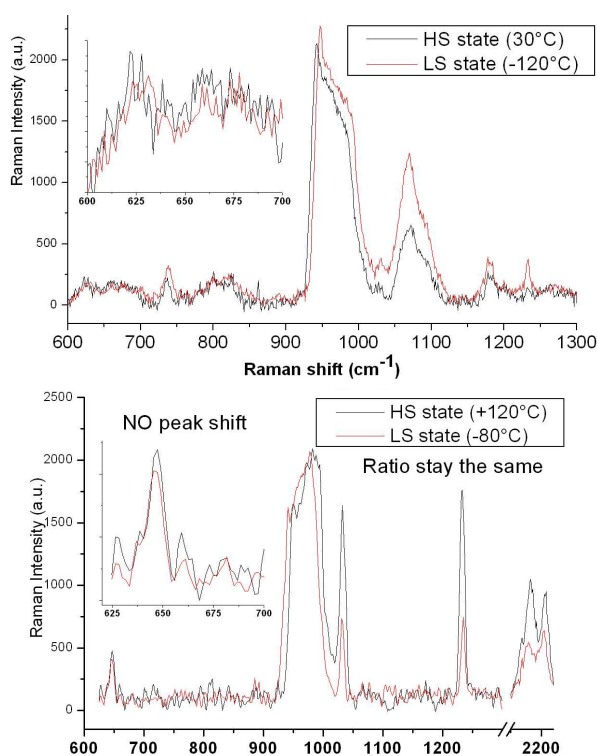 HS state (30°C)
LS state (-120°C)
Raman Intensity (a.u.)
2000
1500
1000
500
0
600 625 650 675 700
600 700 800 900 1000 1100 1200 1300
Raman shift (cm-1)
NO peak shift
HS state (+120°C)
LS state (-80°C)
Ratio stay the same
Raman Intensity (a.u.)
2500
2000
1500
1000
500
0
625 650 675 700
600 700 800 900 1000 1100 1200 2200